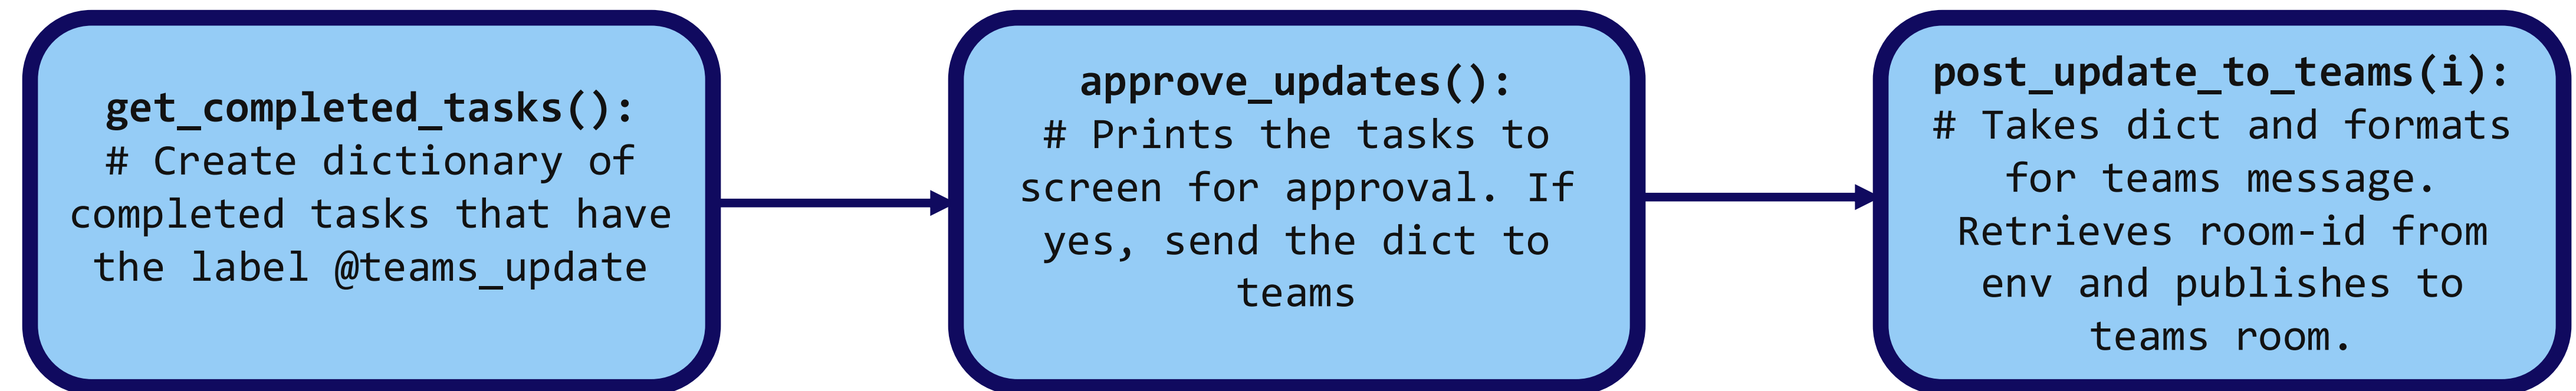 get_completed_tasks():
# Create dictionary of
completed tasks that have
the label @teams_update
approve_updates():
# Prints the tasks to
screen for approval. If
yes, send the dict to
teams
post_update_to_teams(i):
# Takes dict and formats
for teams message.
Retrieves room-id from
env and publishes to
teams room.